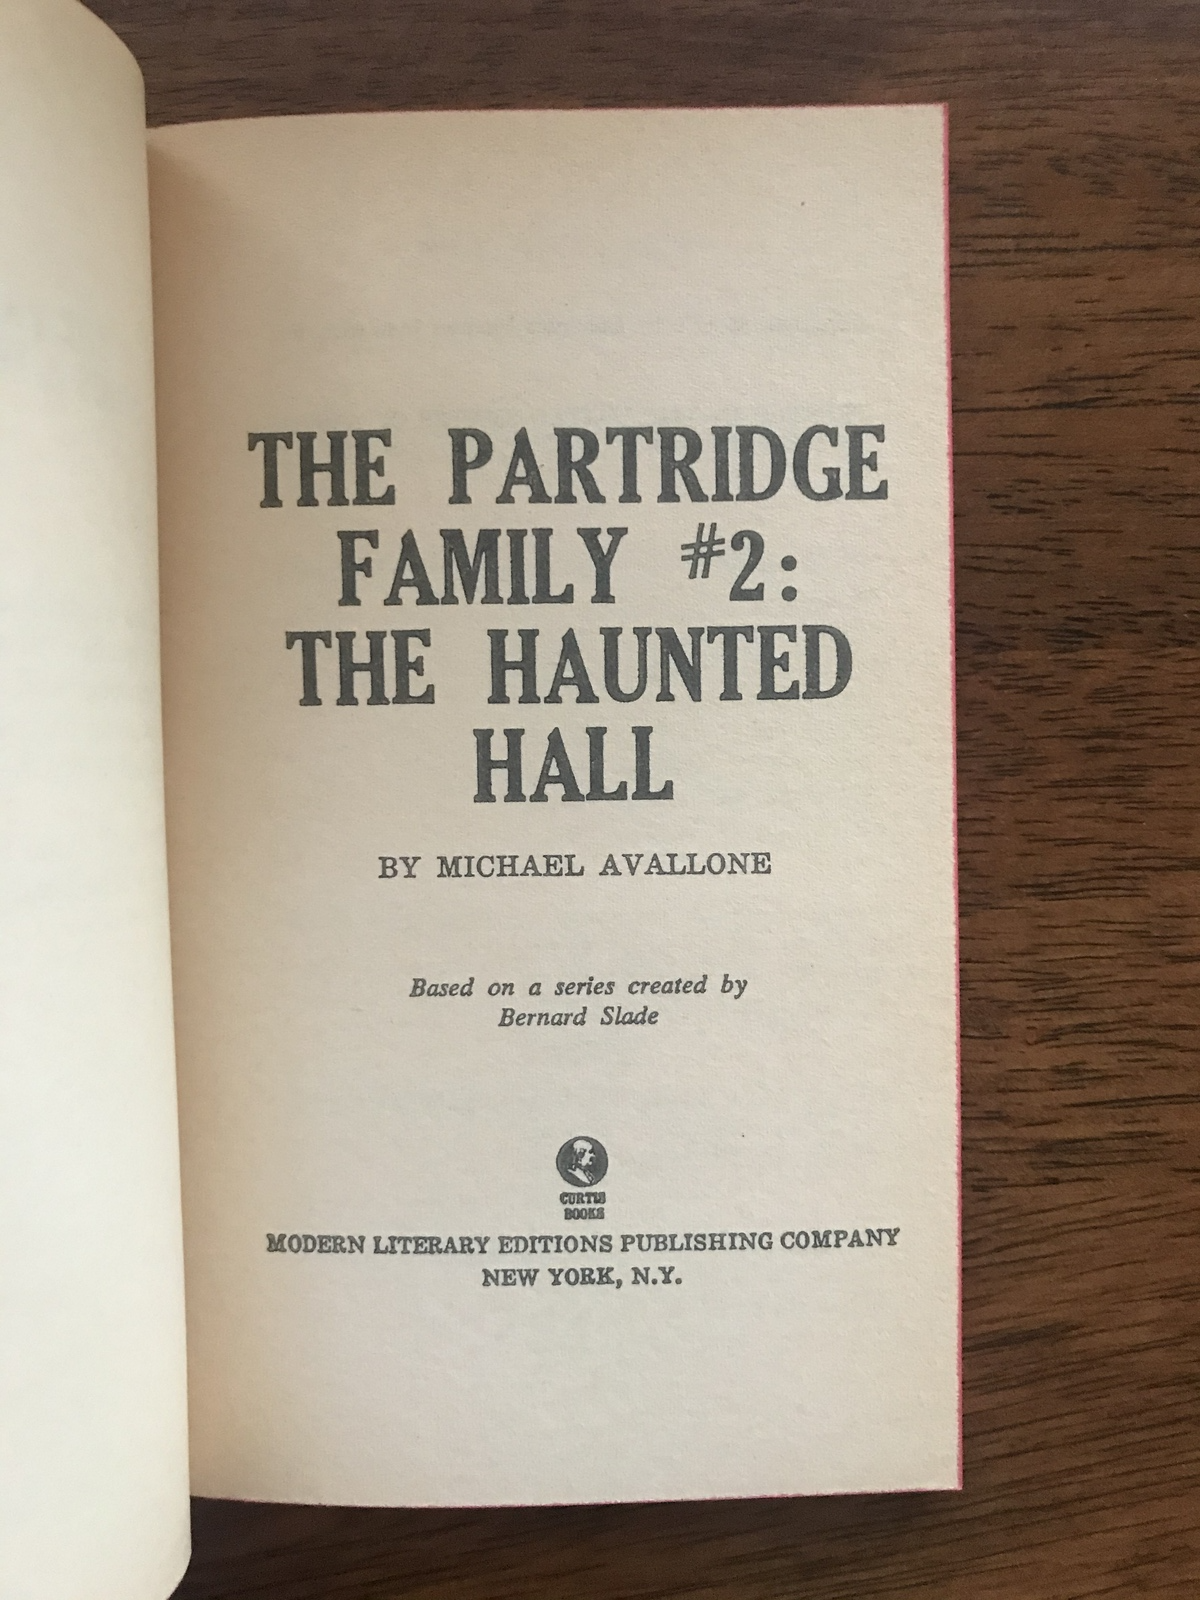 THE PARTRIDGE
FAMILY #2:
THE HAUNTED
HALL
BY MICHAEL AVALLONE
Based on a series created by
Bernard Slade
CURTIS
BOOKS
MODERN LITERARY EDITIONS PUBLISHING COMPANY
NEW YORK, N.Y.